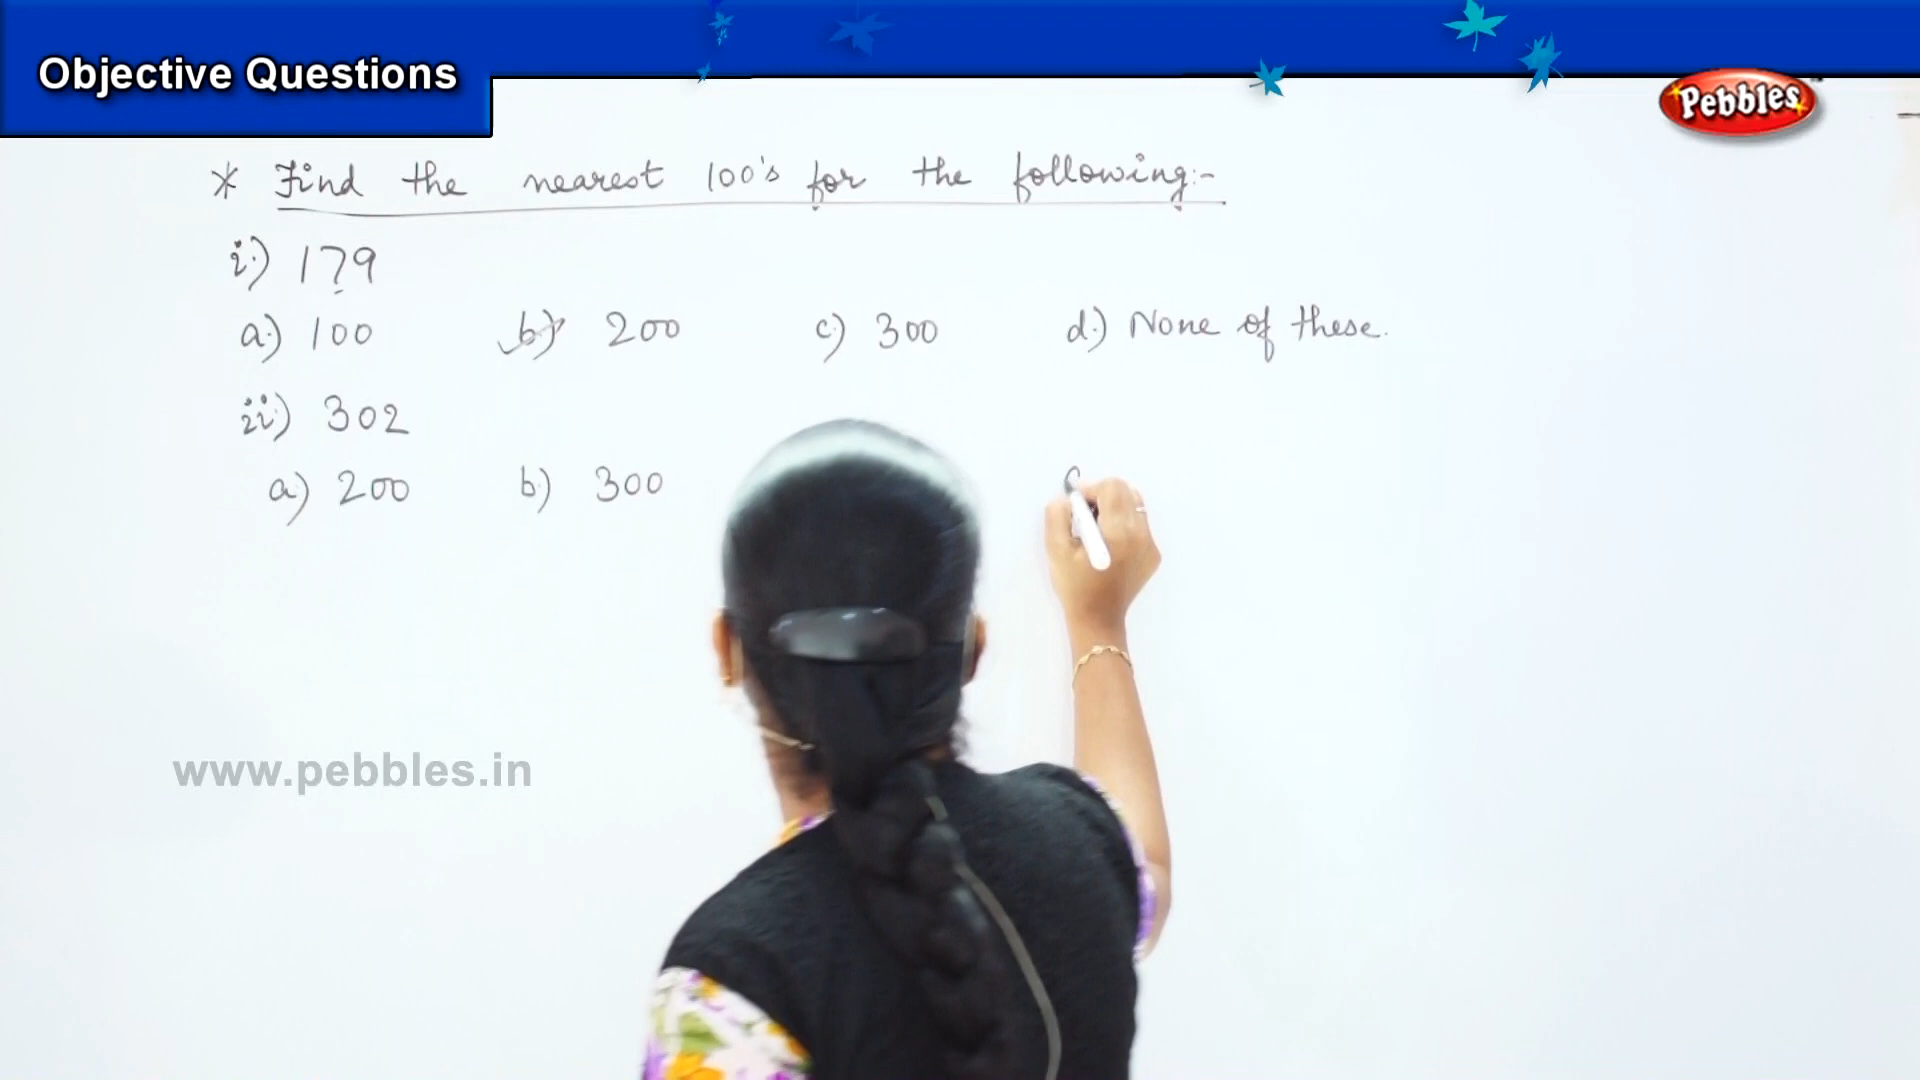 Objective Questions
Pebbles
* Find the nearest 100's for the following:-
i.) 179
a.) 100 b.) 200 c.) 300 d.) None of these.
ii.) 302
a.) 200 b.) 300
www.pebbles.in